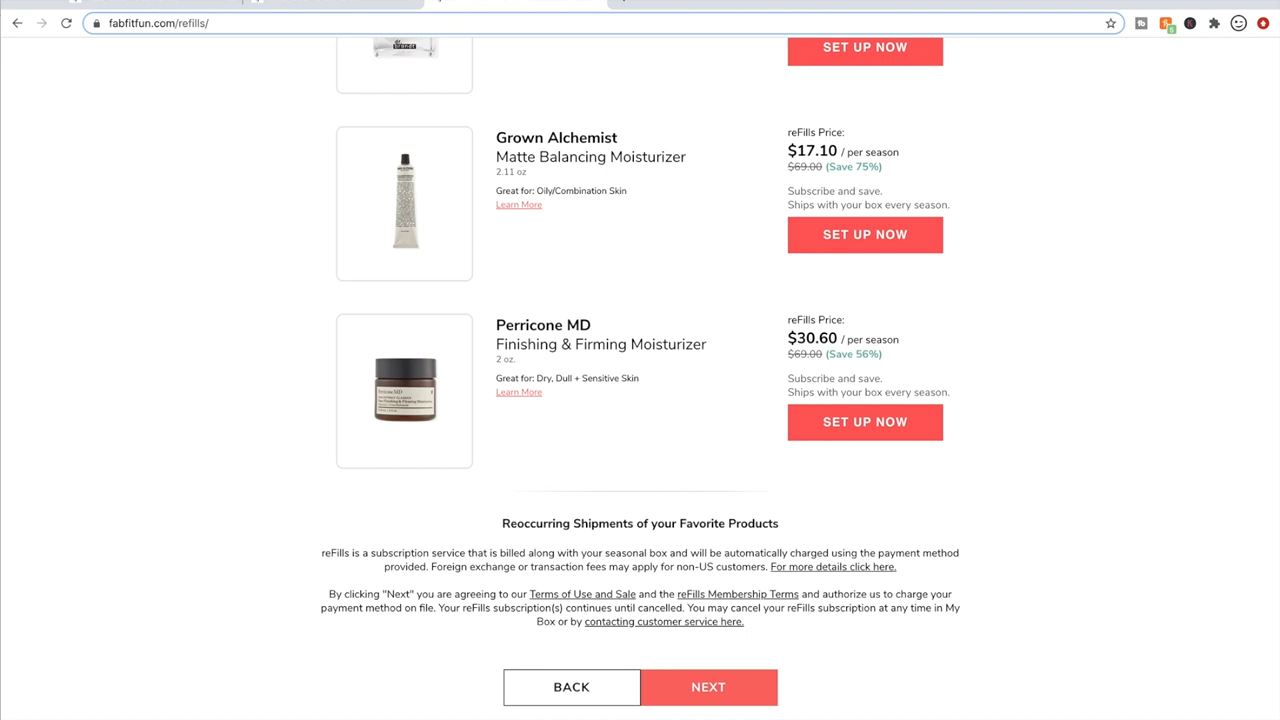 fabfitfun.com/refills/
5
brandt
SET UP NOW
Grown Alchemist
Matte Balancing Moisturizer
2.11 oz
Great for: Oily/Combination Skin
Learn More
reFills Price:
$17.10 / per season
$69.00 (Save 75%)
Subscribe and save.
Ships with your box every season.
SET UP NOW
Perricone MD
Perricone MD
Finishing & Firming Moisturizer
2 oz.
Great for: Dry, Dull + Sensitive Skin
Learn More
reFills Price:
$30.60 / per season
$69.00 (Save 56%)
Subscribe and save.
Ships with your box every season.
SET UP NOW
Reoccurring Shipments of your Favorite Products
reFills is a subscription service that is billed along with your seasonal box and will be automatically charged using the payment method
provided. Foreign exchange or transaction fees may apply for non-US customers. For more details click here.
By clicking "Next" you are agreeing to our Terms of Use and Sale and the reFills Membership Terms and authorize us to charge your
payment method on file. Your reFills subscription(s) continues until cancelled. You may cancel your reFills subscription at any time in My
Box or by contacting customer service here.
BACK
NEXT